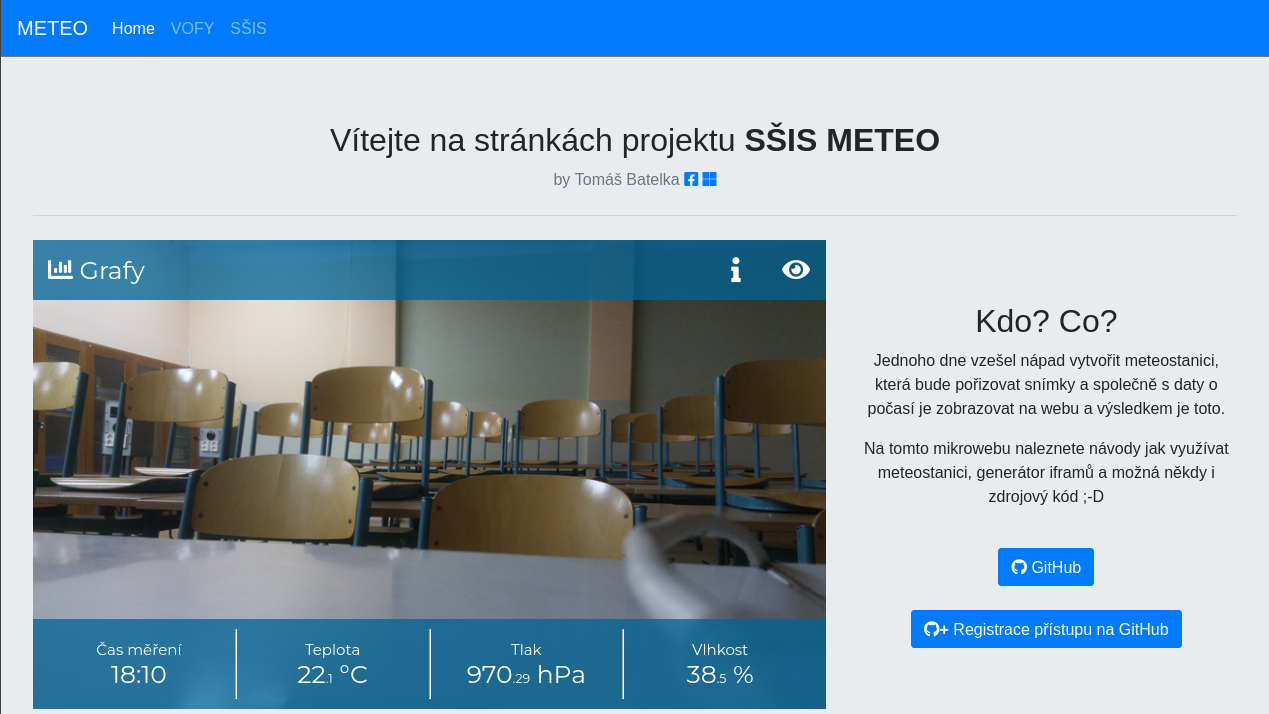 METEO Home VOFY SŠIS
Vítejte na stránkách projektu SŠIS METEO
by Tomáš Batelka
Grafy
Kdo? Co?
Jednoho dne vzešel nápad vytvořit meteostanici,
která bude pořizovat snímky a společně s daty o
počasí je zobrazovat na webu a výsledkem je toto.
Na tomto mikrowebu naleznete návody jak využívat
meteostanici, generátor iframů a možná někdy i
zdrojový kód ;-D
GitHub
+ Registrace přístupu na GitHub
Čas měření
18:10
Teplota
22.1 °C
Tlak
970.29 hPa
Vlhkost
38.5 %